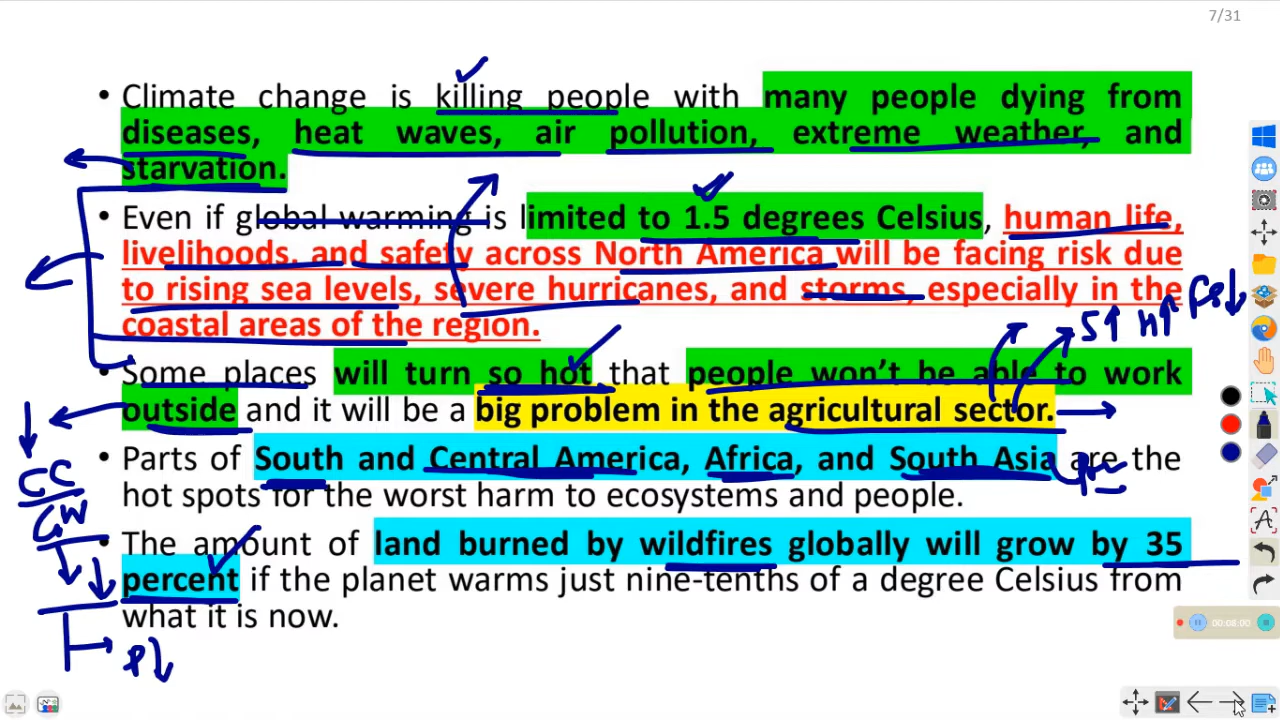 7/31
• Climate change is killing people with many people dying from
diseases, heat waves, air pollution, extreme weather, and
starvation.
• Even if global warming is limited to 1.5 degrees Celsius, human life,
livelihoods, and safety across North America will be facing risk due
to rising sea levels, severe hurricanes, and storms, especially in the
coastal areas of the region.
S↑ h↑ FS↓
• Some places will turn so hot that people won't be able to work
outside and it will be a big problem in the agricultural sector.
• Parts of South and Central America, Africa, and South Asia are the
hot spots for the worst harm to ecosystems and people.
CC
GW
• The amount of land burned by wildfires globally will grow by 35
percent if the planet warms just nine-tenths of a degree Celsius from
what it is now.
P↓
00:08:00